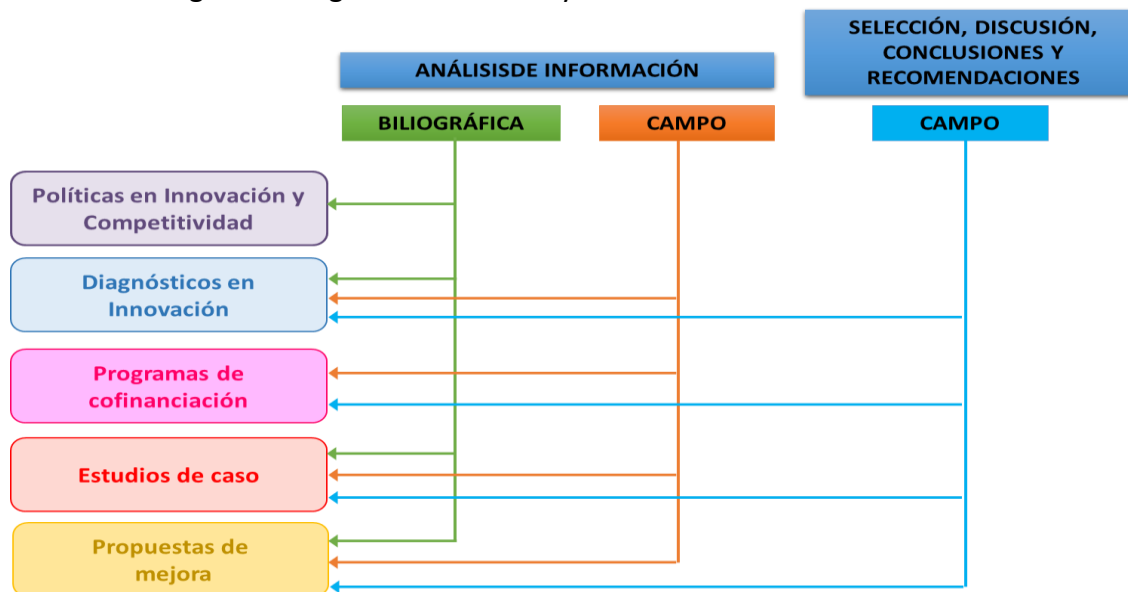 SELECCIÓN, DISCUSIÓN,
CONCLUSIONES Y
RECOMENDACIONES
ANÁLISISDE INFORMACIÓN
BILIOGRÁFICA
CAMPO
CAMPO
Políticas en Innovación y
Competitividad
Diagnósticos en
Innovación
Programas de
cofinanciación
Estudios de caso
Propuestas de
mejora